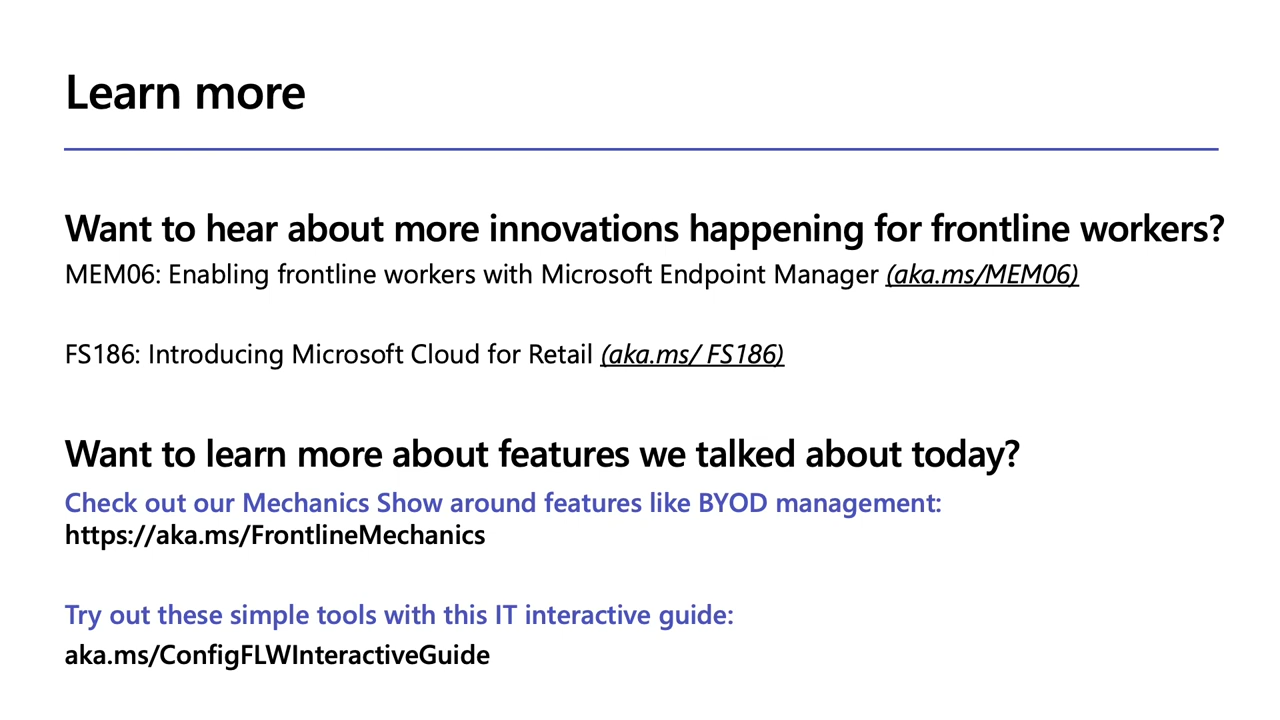 Learn more
Want to hear about more innovations happening for frontline workers?
MEM06: Enabling frontline workers with Microsoft Endpoint Manager (aka.ms/MEM06)
FS186: Introducing Microsoft Cloud for Retail (aka.ms/ FS186)
Want to learn more about features we talked about today?
Check out our Mechanics Show around features like BYOD management:
https://aka.ms/FrontlineMechanics
Try out these simple tools with this IT interactive guide:
aka.ms/ConfigFLWInteractiveGuide